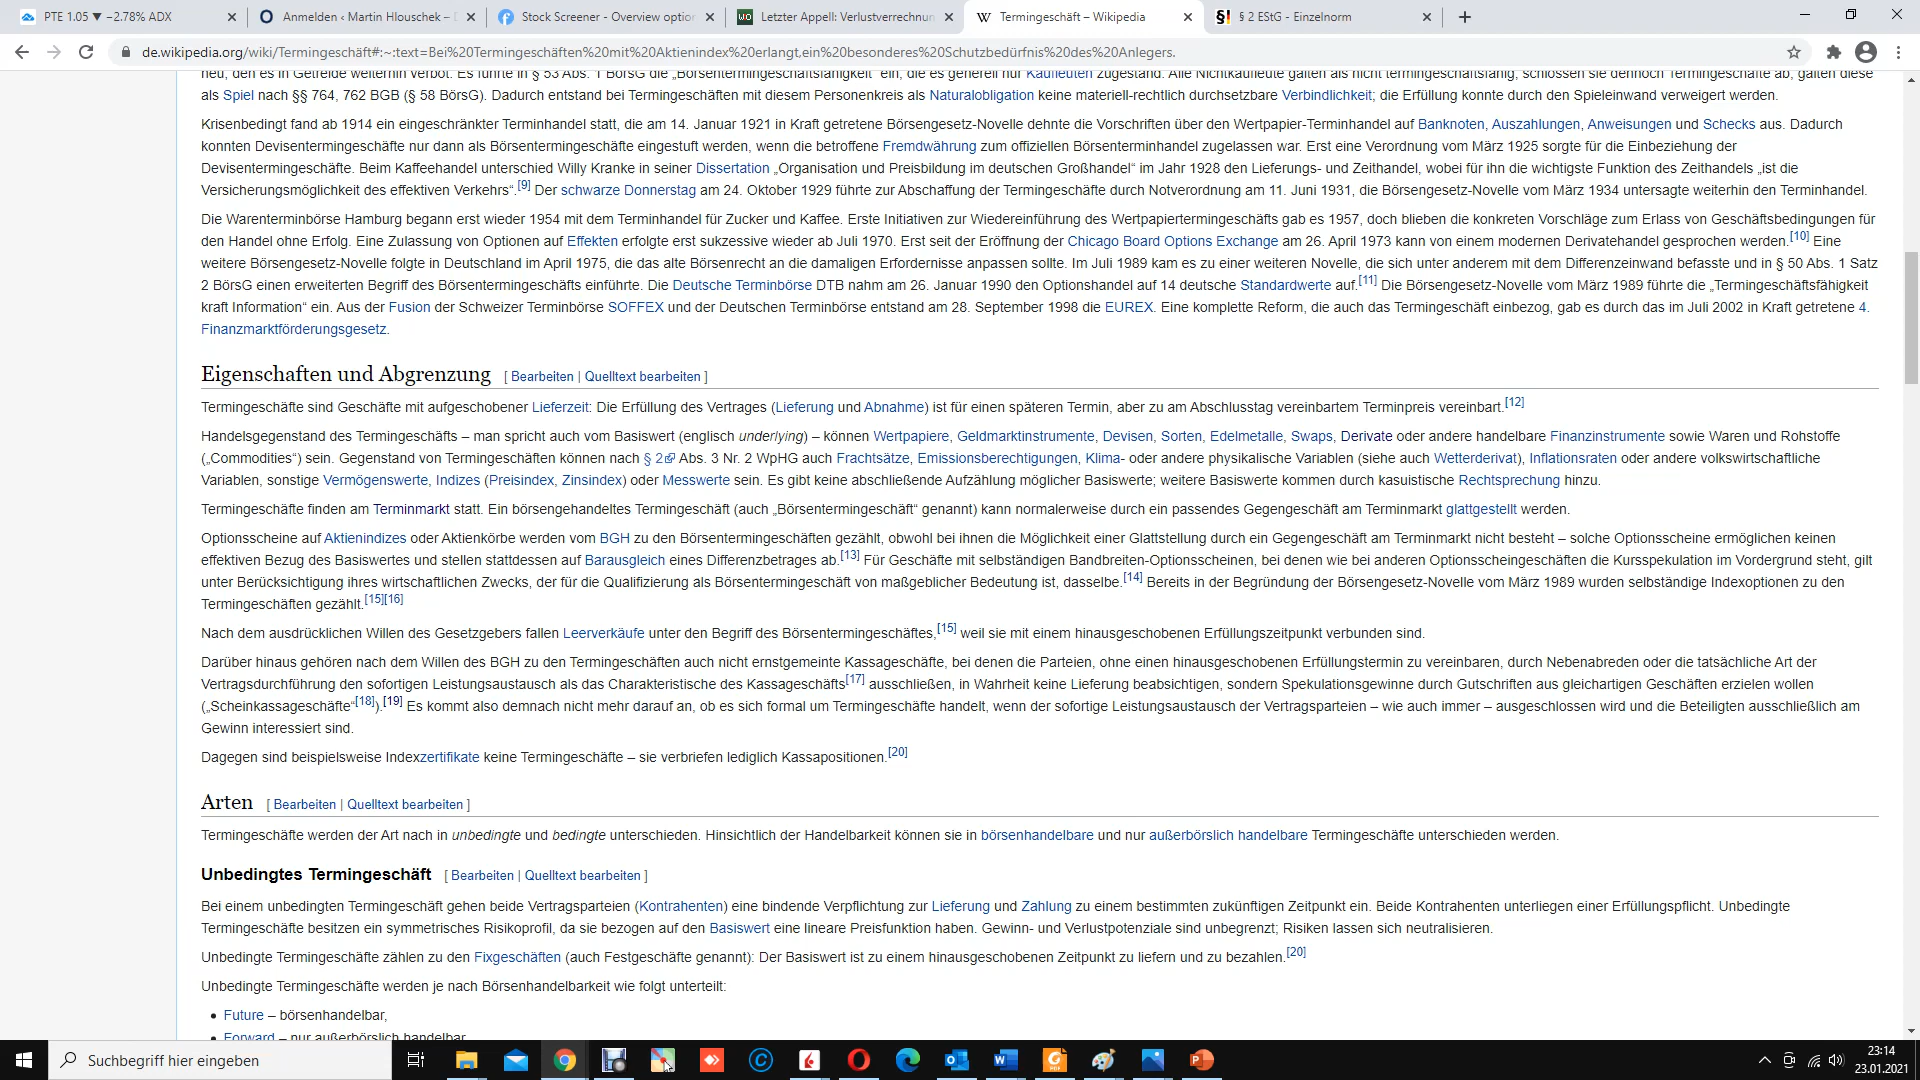 PTE 1.05 ▼ −2.78% ADX
Anmelden ‹ Martin Hlouschek –
Stock Screener - Overview option
Letzter Appell: Verlustverrechnun
Termingeschäft – Wikipedia
§ 2 EStG - Einzelnorm
de.wikipedia.org/wiki/Termingeschäft#:~:text=Bei%20Termingeschäften%20mit%20Aktienindex%20erlangt,ein%20besonderes%20Schutzbedürfnis%20des%20Anlegers.
neu, den es in Getreide weiterhin verbot. Es führte in § 53 Abs. 1 BörsG die „Börsentermingeschäftsfähigkeit“ ein, die es generell nur Kaufleuten zugestand. Alle Nichtkaufleute galten als nicht termingeschäftsfähig, schlossen sie dennoch Termingeschäfte ab, galten diese
als Spiel nach §§ 764, 762 BGB (§ 58 BörsG). Dadurch entstand bei Termingeschäften mit diesem Personenkreis als Naturalobligation keine materiell-rechtlich durchsetzbare Verbindlichkeit; die Erfüllung konnte durch den Spieleinwand verweigert werden.
Krisenbedingt fand ab 1914 ein eingeschränkter Terminhandel statt, die am 14. Januar 1921 in Kraft getretene Börsengesetz-Novelle dehnte die Vorschriften über den Wertpapier-Terminhandel auf Banknoten, Auszahlungen, Anweisungen und Schecks aus. Dadurch
konnten Devisentermingeschäfte nur dann als Börsentermingeschäfte eingestuft werden, wenn die betroffene Fremdwährung zum offiziellen Börsenterminhandel zugelassen war. Erst eine Verordnung vom März 1925 sorgte für die Einbeziehung der
Devisentermingeschäfte. Beim Kaffeehandel unterschied Willy Kranke in seiner Dissertation „Organisation und Preisbildung im deutschen Großhandel“ im Jahr 1928 den Lieferungs- und Zeithandel, wobei für ihn die wichtigste Funktion des Zeithandels „ist die
Versicherungsmöglichkeit des effektiven Verkehrs“.[9] Der schwarze Donnerstag am 24. Oktober 1929 führte zur Abschaffung der Termingeschäfte durch Notverordnung am 11. Juni 1931, die Börsengesetz-Novelle vom März 1934 untersagte weiterhin den Terminhandel.
Die Warenterminbörse Hamburg begann erst wieder 1954 mit dem Terminhandel für Zucker und Kaffee. Erste Initiativen zur Wiedereinführung des Wertpapiertermingeschäfts gab es 1957, doch blieben die konkreten Vorschläge zum Erlass von Geschäftsbedingungen für
den Handel ohne Erfolg. Eine Zulassung von Optionen auf Effekten erfolgte erst sukzessive wieder ab Juli 1970. Erst seit der Eröffnung der Chicago Board Options Exchange am 26. April 1973 kann von einem modernen Derivatehandel gesprochen werden.[10] Eine
weitere Börsengesetz-Novelle folgte in Deutschland im April 1975, die das alte Börsenrecht an die damaligen Erfordernisse anpassen sollte. Im Juli 1989 kam es zu einer weiteren Novelle, die sich unter anderem mit dem Differenzeinwand befasste und in § 50 Abs. 1 Satz
2 BörsG einen erweiterten Begriff des Börsentermingeschäfts einführte. Die Deutsche Terminbörse DTB nahm am 26. Januar 1990 den Optionshandel auf 14 deutsche Standardwerte auf.[11] Die Börsengesetz-Novelle vom März 1989 führte die „Termingeschäftsfähigkeit
kraft Information“ ein. Aus der Fusion der Schweizer Terminbörse SOFFEX und der Deutschen Terminbörse entstand am 28. September 1998 die EUREX. Eine komplette Reform, die auch das Termingeschäft einbezog, gab es durch das im Juli 2002 in Kraft getretene 4.
Finanzmarktförderungsgesetz.
Eigenschaften und Abgrenzung [ Bearbeiten | Quelltext bearbeiten ]
Termingeschäfte sind Geschäfte mit aufgeschobener Lieferzeit: Die Erfüllung des Vertrages (Lieferung und Abnahme) ist für einen späteren Termin, aber zu am Abschlusstag vereinbartem Terminpreis vereinbart.[12]
Handelsgegenstand des Termingeschäfts – man spricht auch vom Basiswert (englisch underlying) – können Wertpapiere, Geldmarktinstrumente, Devisen, Sorten, Edelmetalle, Swaps, Derivate oder andere handelbare Finanzinstrumente sowie Waren und Rohstoffe
(„Commodities“) sein. Gegenstand von Termingeschäften können nach § 2 Abs. 3 Nr. 2 WpHG auch Frachtsätze, Emissionsberechtigungen, Klima- oder andere physikalische Variablen (siehe auch Wetterderivat), Inflationsraten oder andere volkswirtschaftliche
Variablen, sonstige Vermögenswerte, Indizes (Preisindex, Zinsindex) oder Messwerte sein. Es gibt keine abschließende Aufzählung möglicher Basiswerte; weitere Basiswerte kommen durch kasuistische Rechtsprechung hinzu.
Termingeschäfte finden am Terminmarkt statt. Ein börsengehandeltes Termingeschäft (auch „Börsentermingeschäft“ genannt) kann normalerweise durch ein passendes Gegengeschäft am Terminmarkt glattgestellt werden.
Optionsscheine auf Aktienindizes oder Aktienkörbe werden vom BGH zu den Börsentermingeschäften gezählt, obwohl bei ihnen die Möglichkeit einer Glattstellung durch ein Gegengeschäft am Terminmarkt nicht besteht – solche Optionsscheine ermöglichen keinen
effektiven Bezug des Basiswertes und stellen stattdessen auf Barausgleich eines Differenzbetrages ab.[13] Für Geschäfte mit selbständigen Bandbreiten-Optionsscheinen, bei denen wie bei anderen Optionsscheingeschäften die Kursspekulation im Vordergrund steht, gilt
unter Berücksichtigung ihres wirtschaftlichen Zwecks, der für die Qualifizierung als Börsentermingeschäft von maßgeblicher Bedeutung ist, dasselbe.[14] Bereits in der Begründung der Börsengesetz-Novelle vom März 1989 wurden selbständige Indexoptionen zu den
Termingeschäften gezählt.[15][16]
Nach dem ausdrücklichen Willen des Gesetzgebers fallen Leerverkäufe unter den Begriff des Börsentermingeschäftes,[15] weil sie mit einem hinausgeschobenen Erfüllungszeitpunkt verbunden sind.
Darüber hinaus gehören nach dem Willen des BGH zu den Termingeschäften auch nicht ernstgemeinte Kassageschäfte, bei denen die Parteien, ohne einen hinausgeschobenen Erfüllungstermin zu vereinbaren, durch Nebenabreden oder die tatsächliche Art der
Vertragsdurchführung den sofortigen Leistungsaustausch als das Charakteristische des Kassageschäfts[17] ausschließen, in Wahrheit keine Lieferung beabsichtigen, sondern Spekulationsgewinne durch Gutschriften aus gleichartigen Geschäften erzielen wollen
(„Scheinkassageschäfte“[18]).[19] Es kommt also demnach nicht mehr darauf an, ob es sich formal um Termingeschäfte handelt, wenn der sofortige Leistungsaustausch der Vertragsparteien – wie auch immer – ausgeschlossen wird und die Beteiligten ausschließlich am
Gewinn interessiert sind.
Dagegen sind beispielsweise Indexzertifikate keine Termingeschäfte – sie verbriefen lediglich Kassapositionen.[20]
Arten [ Bearbeiten | Quelltext bearbeiten ]
Termingeschäfte werden der Art nach in unbedingte und bedingte unterschieden. Hinsichtlich der Handelbarkeit können sie in börsenhandelbare und nur außerbörslich handelbare Termingeschäfte unterschieden werden.
Unbedingtes Termingeschäft [ Bearbeiten | Quelltext bearbeiten ]
Bei einem unbedingten Termingeschäft gehen beide Vertragsparteien (Kontrahenten) eine bindende Verpflichtung zur Lieferung und Zahlung zu einem bestimmten zukünftigen Zeitpunkt ein. Beide Kontrahenten unterliegen einer Erfüllungspflicht. Unbedingte
Termingeschäfte besitzen ein symmetrisches Risikoprofil, da sie bezogen auf den Basiswert eine lineare Preisfunktion haben. Gewinn- und Verlustpotenziale sind unbegrenzt; Risiken lassen sich neutralisieren.
Unbedingte Termingeschäfte zählen zu den Fixgeschäften (auch Festgeschäfte genannt): Der Basiswert ist zu einem hinausgeschobenen Zeitpunkt zu liefern und zu bezahlen.[20]
Unbedingte Termingeschäfte werden je nach Börsenhandelbarkeit wie folgt unterteilt:
• Future – börsenhandelbar,
• Forward – nur außerbörslich handelbar
Suchbegriff hier eingeben
23:14
23.01.2021